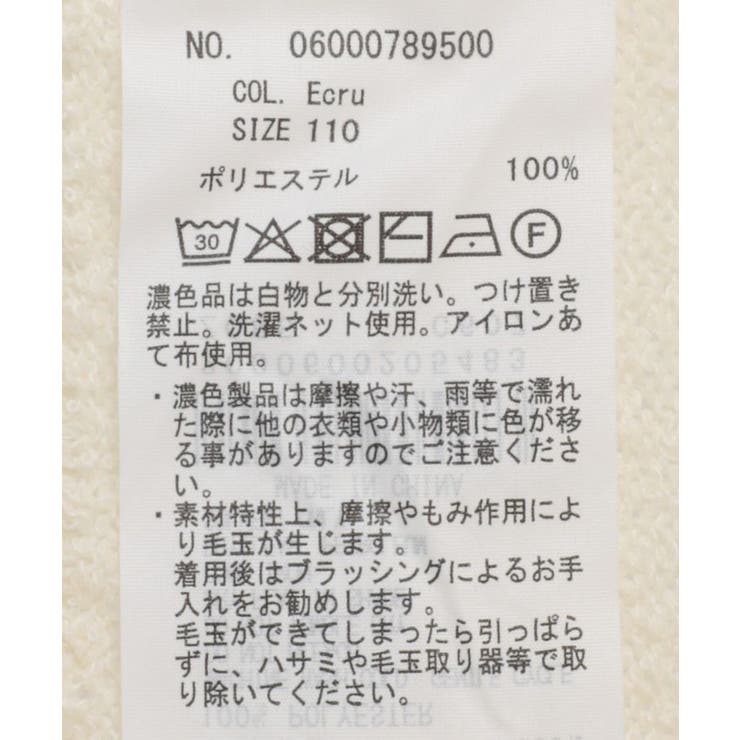 NO. 06000789500
COL. Ecru
SIZE 110
ポリエステル 100%
30 F
濃色品は白物と分別洗い。つけ置き
禁止。洗濯ネット使用。アイロンあ
て布使用。
・濃色製品は摩擦や汗、雨等で濡れ
た際に他の衣類や小物類に色が移
る事がありますのでご注意くださ
い。
・素材特性上、摩擦やもみ作用によ
り毛玉が生じます。
着用後はブラッシングによるお手
入れをお勧めします。
毛玉ができてしまったら引っぱら
ずに、ハサミや毛玉取り器等で取
り除いてください。
MADE IN CHINA
100% POLYESTER